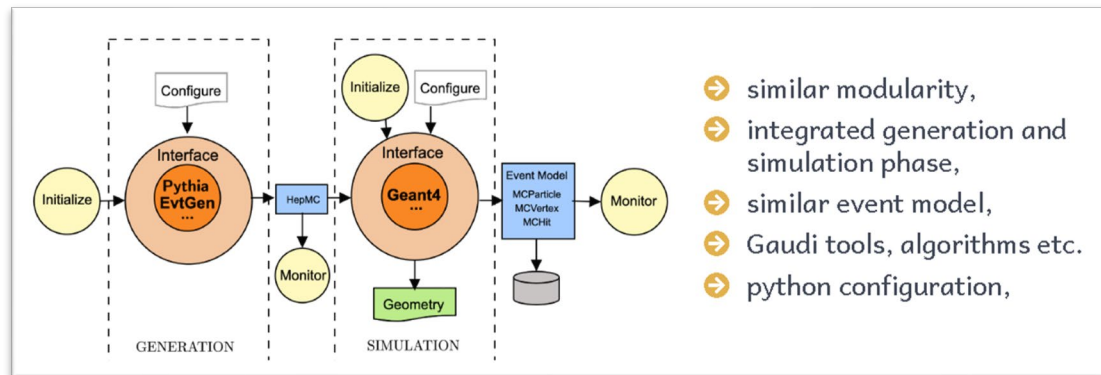 Initialize
Configure
Interface
Pythia
EvtGen
...
HepMC
Monitor
GENERATION
Initialize
Configure
Interface
Geant4
...
Geometry
SIMULATION
Event Model
MCParticle
MCVertex
MCHit
Monitor
similar modularity,
integrated generation and
simulation phase,
similar event model,
Gaudi tools, algorithms etc.
python configuration,